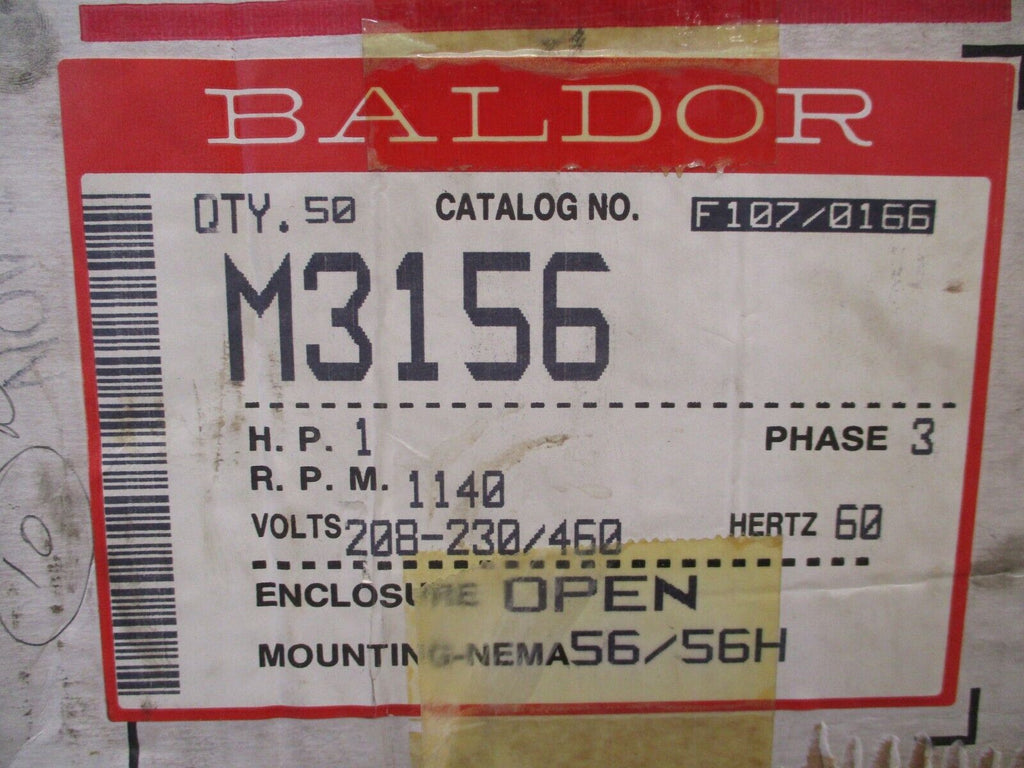 BALDOR
QTY. 50 CATALOG NO. F107/0166
M3156
H. P. 1 PHASE 3
R. P. M. 1140
VOLTS 208-230/460 HERTZ 60
ENCLOSURE OPEN
MOUNTING-NEMA 56/56H
10